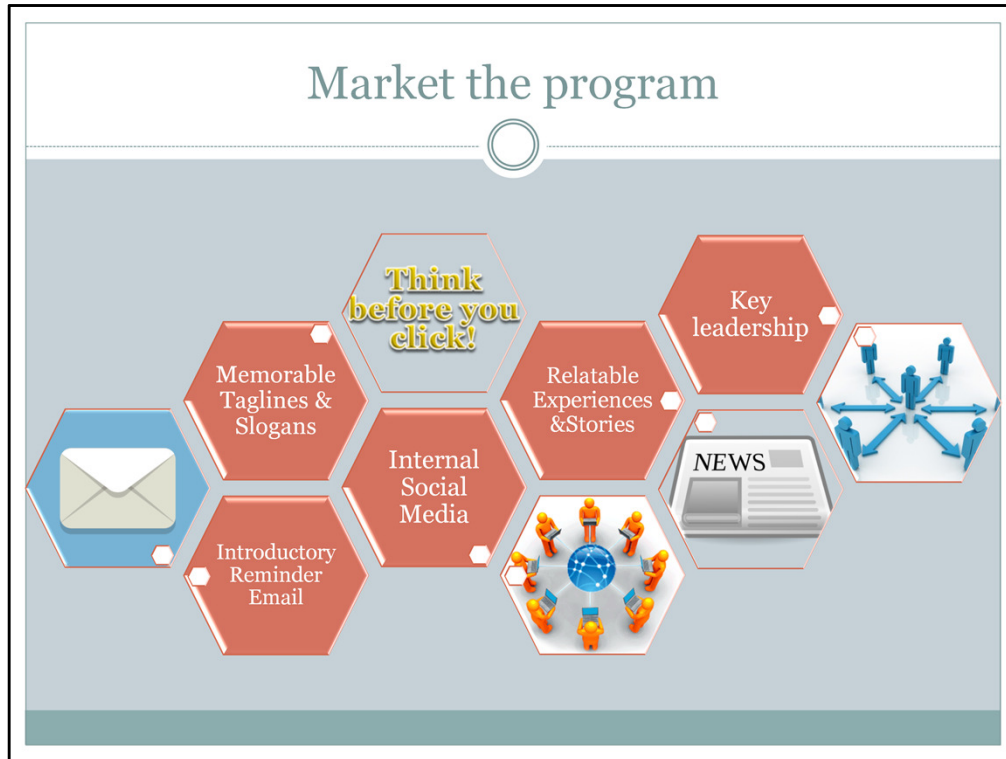 Market the program
Think
before you
click!
Key
leadership
Memorable
Taglines &
Slogans
Relatable
Experiences
&Stories
Internal
Social
Media
NEWS
Introductory
Reminder
Email